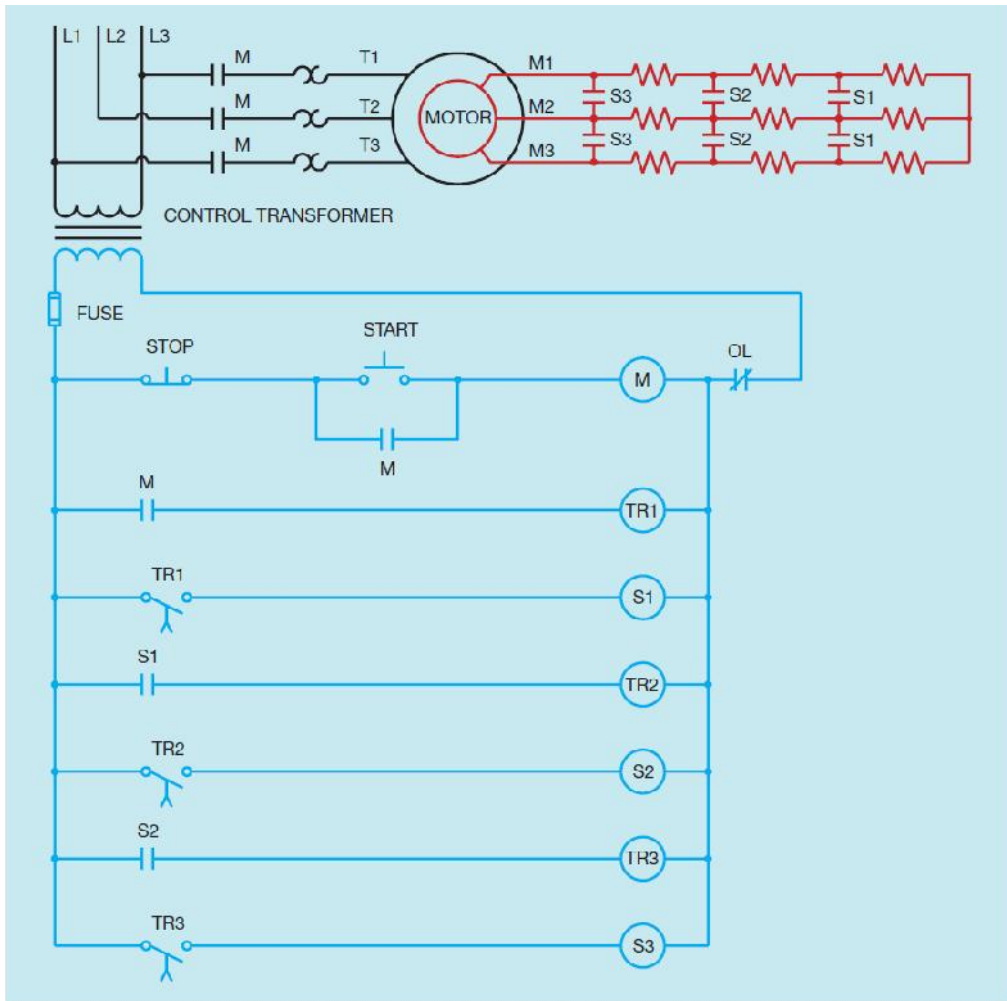 L1 L2 L3
M T1 M1
S3 S2 S1
M T2 MOTOR M2
S3 S2 S1
M T3 M3
CONTROL TRANSFORMER
FUSE
START
STOP OL
M
M
M
TR1
TR1
S1
S1
TR2
TR2
S2
S2
TR3
TR3
S3